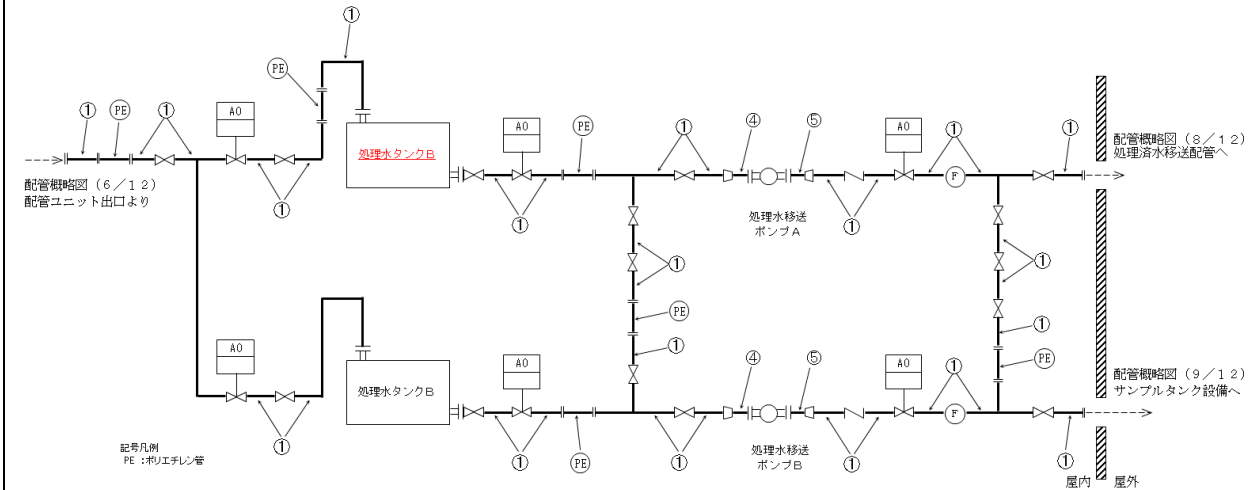 ①
PE
①
PE
①
AO
①
処理水タンクB
AO
PE
①
④
⑤
AO
①
①
配管概略図(8/12)
処理済水移送配管へ
配管概略図(6/12)
配管ユニット出口より
①
①
処理水移送
ポンプA
①
F
①
①
PE
①
①
①
PE
AO
処理水タンクB
AO
①
④
⑤
AO
①
配管概略図(9/12)
サンプルタンク設備へ
①
①
PE
①
処理水移送
ポンプB
①
F
①
記号凡例
PE :ポリエチレン管
屋内 屋外